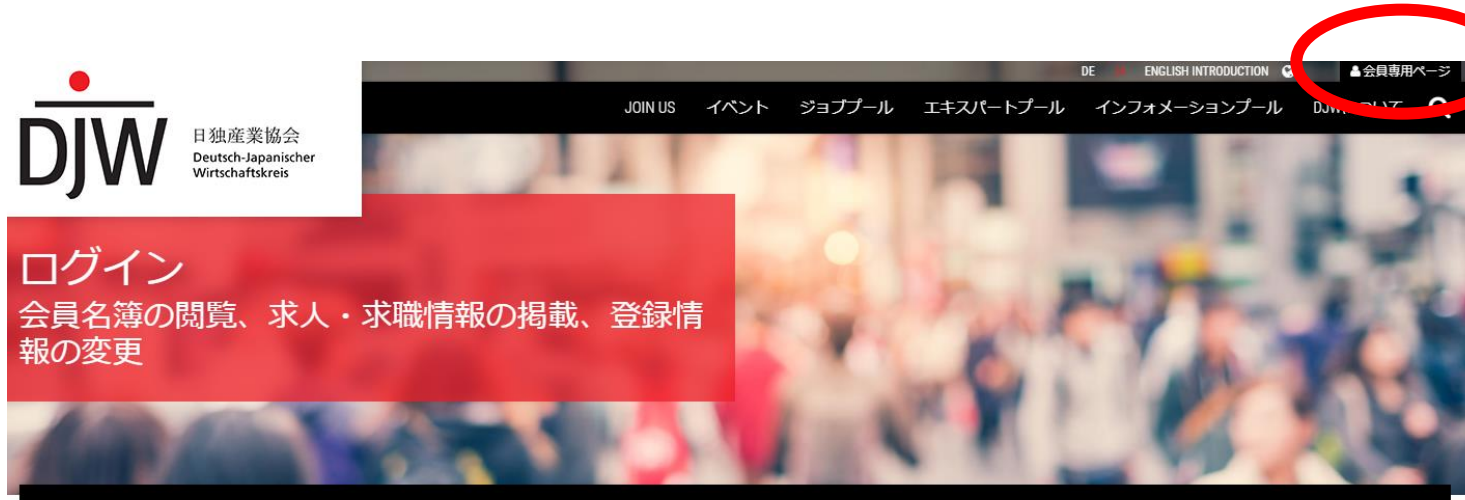 DE
ENGLISH INTRODUCTION
会員専用ページ
JOIN US イベント ジョブプール エキスパートプール インフォメーションプール
DJW
日独産業協会
Deutsch-Japanischer
Wirtschaftskreis
ログイン
会員名簿の閲覧、求人・求職情報の掲載、登録情
報の変更